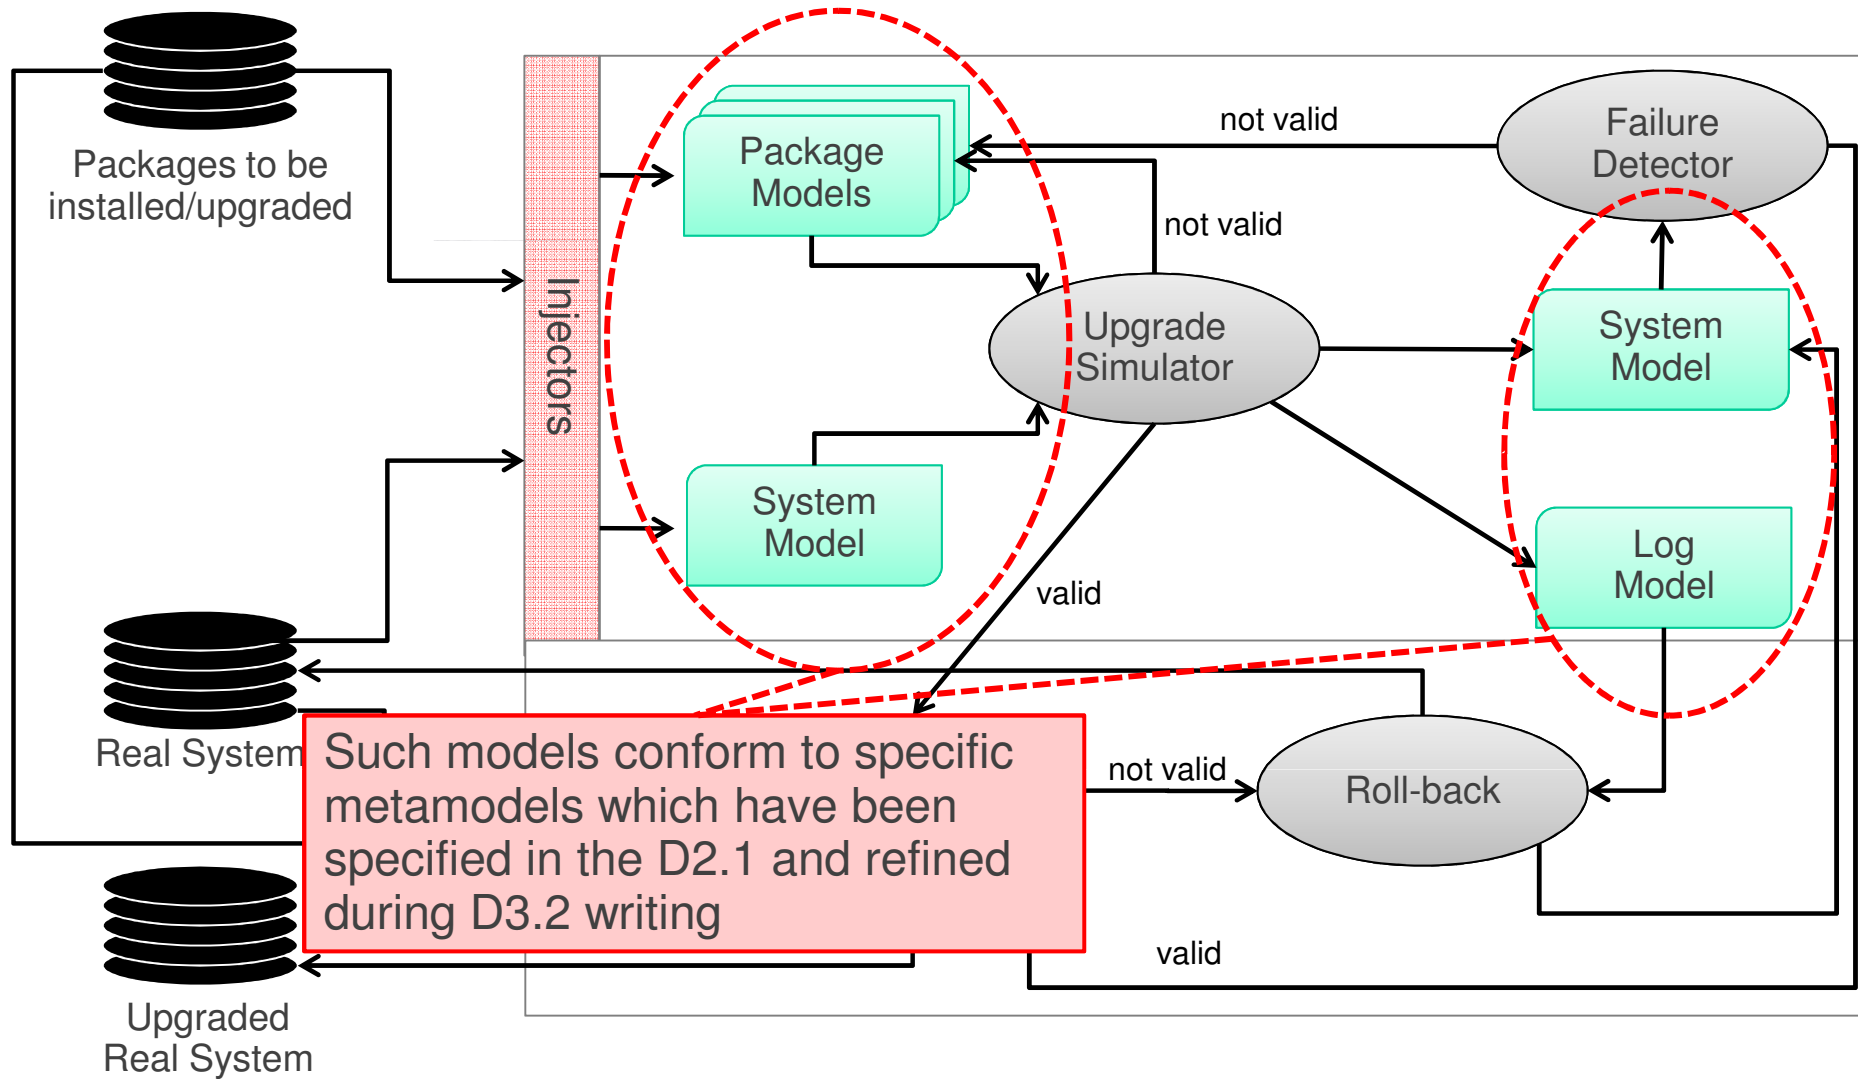 Packages to be
installed/upgraded
Injectors
Package
Models
not valid
Failure
Detector
not valid
Upgrade
Simulator
System
Model
System
Model
Log
Model
valid
Real System
Such models conform to specific
metamodels which have been
specified in the D2.1 and refined
during D3.2 writing
not valid
Roll-back
valid
Upgraded
Real System